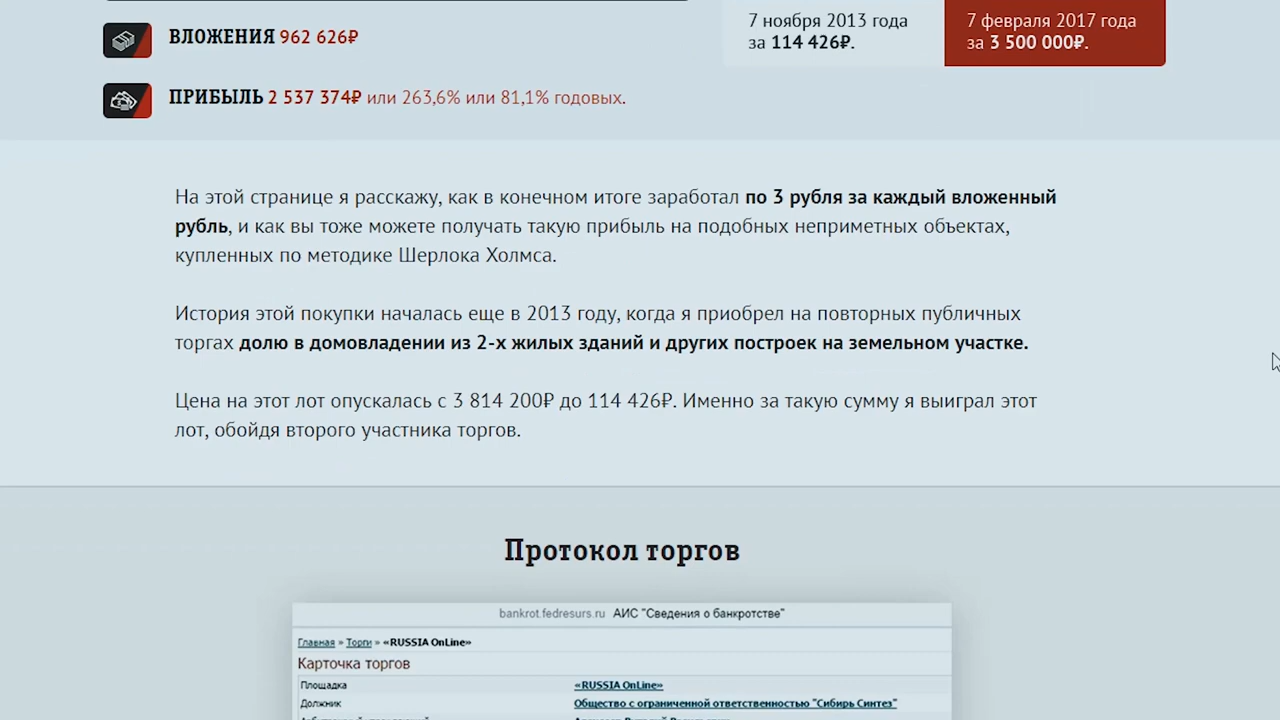 ВЛОЖЕНИЯ 962 626₽
7 ноября 2013 года
за 114 426₽.
7 февраля 2017 года
за 3 500 000₽.
ПРИБЫЛЬ 2 537 374₽ или 263,6% или 81,1% годовых.
На этой странице я расскажу, как в конечном итоге заработал по 3 рубля за каждый вложенный
рубль, и как вы тоже можете получать такую прибыль на подобных неприметных объектах,
купленных по методике Шерлока Холмса.
История этой покупки началась еще в 2013 году, когда я приобрел на повторных публичных
торгах долю в домовладении из 2-х жилых зданий и других построек на земельном участке.
Цена на этот лот опускалась с 3 814 200₽ до 114 426₽. Именно за такую сумму я выиграл этот
лот, обойдя второго участника торгов.
Протокол торгов
bankrot.fedresurs.ru АИС "Сведения о банкротстве"
Главная » Торги » «RUSSIA OnLine»
Карточка торгов
Площадка «RUSSIA OnLine»
Должник Общество с ограниченной ответственностью "Сибирь Синтез"